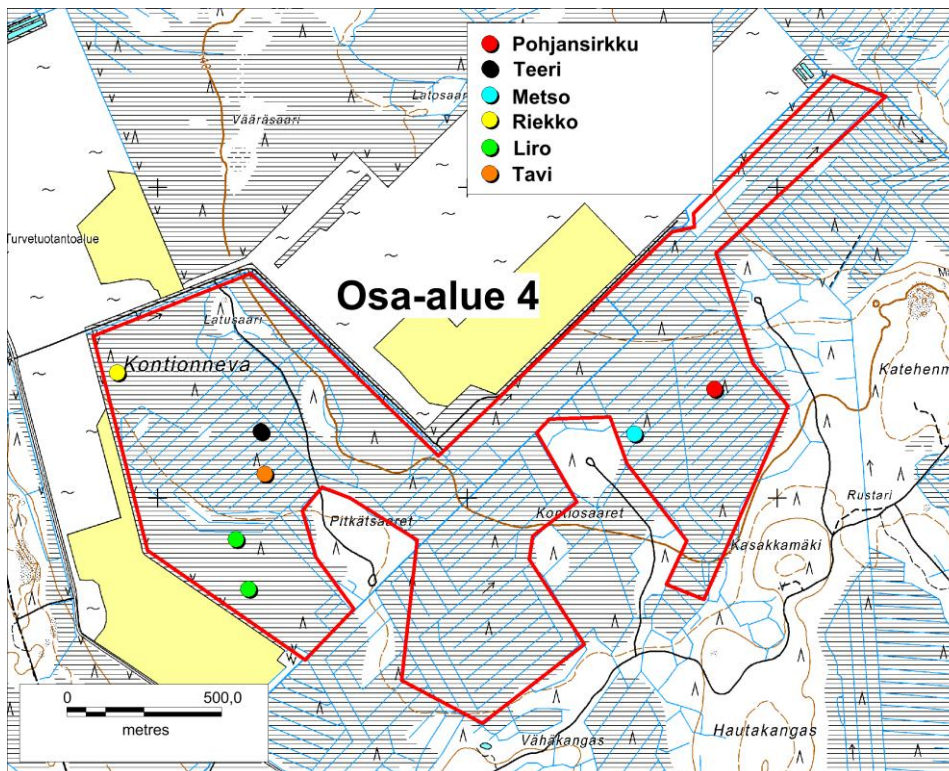 Pohjansirkku
Teeri
Metso
Riekko
Liro
Tavi
Latosaari
Vääräsaari
Turvetuotantoalue
Osa-alue 4
Latusaari
Kontionneva
Katehenm
Pitkätsaaret
Kontiosaaret
Rustari
Kasakkamäki
0 500,0
metres
Vähäkangas
Hautakangas